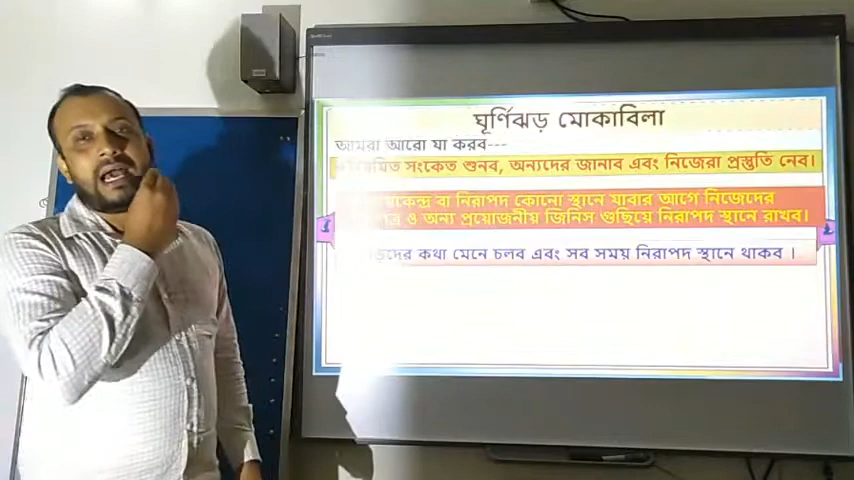 ঘূর্ণিঝড় মোকাবিলা
আমরা আরো যা করব---
সংকেত শুনব, অন্যদের জানাব এবং নিজেরা প্রস্তুতি নেব।
বা নিরাপদ কোনো স্থানে যাবার আগে নিজেদের
ও অন্য প্রয়োজনীয় জিনিস গুছিয়ে নিরাপদ স্থানে রাখব।
কথা মেনে চলব এবং সব সময় নিরাপদ স্থানে থাকব ।